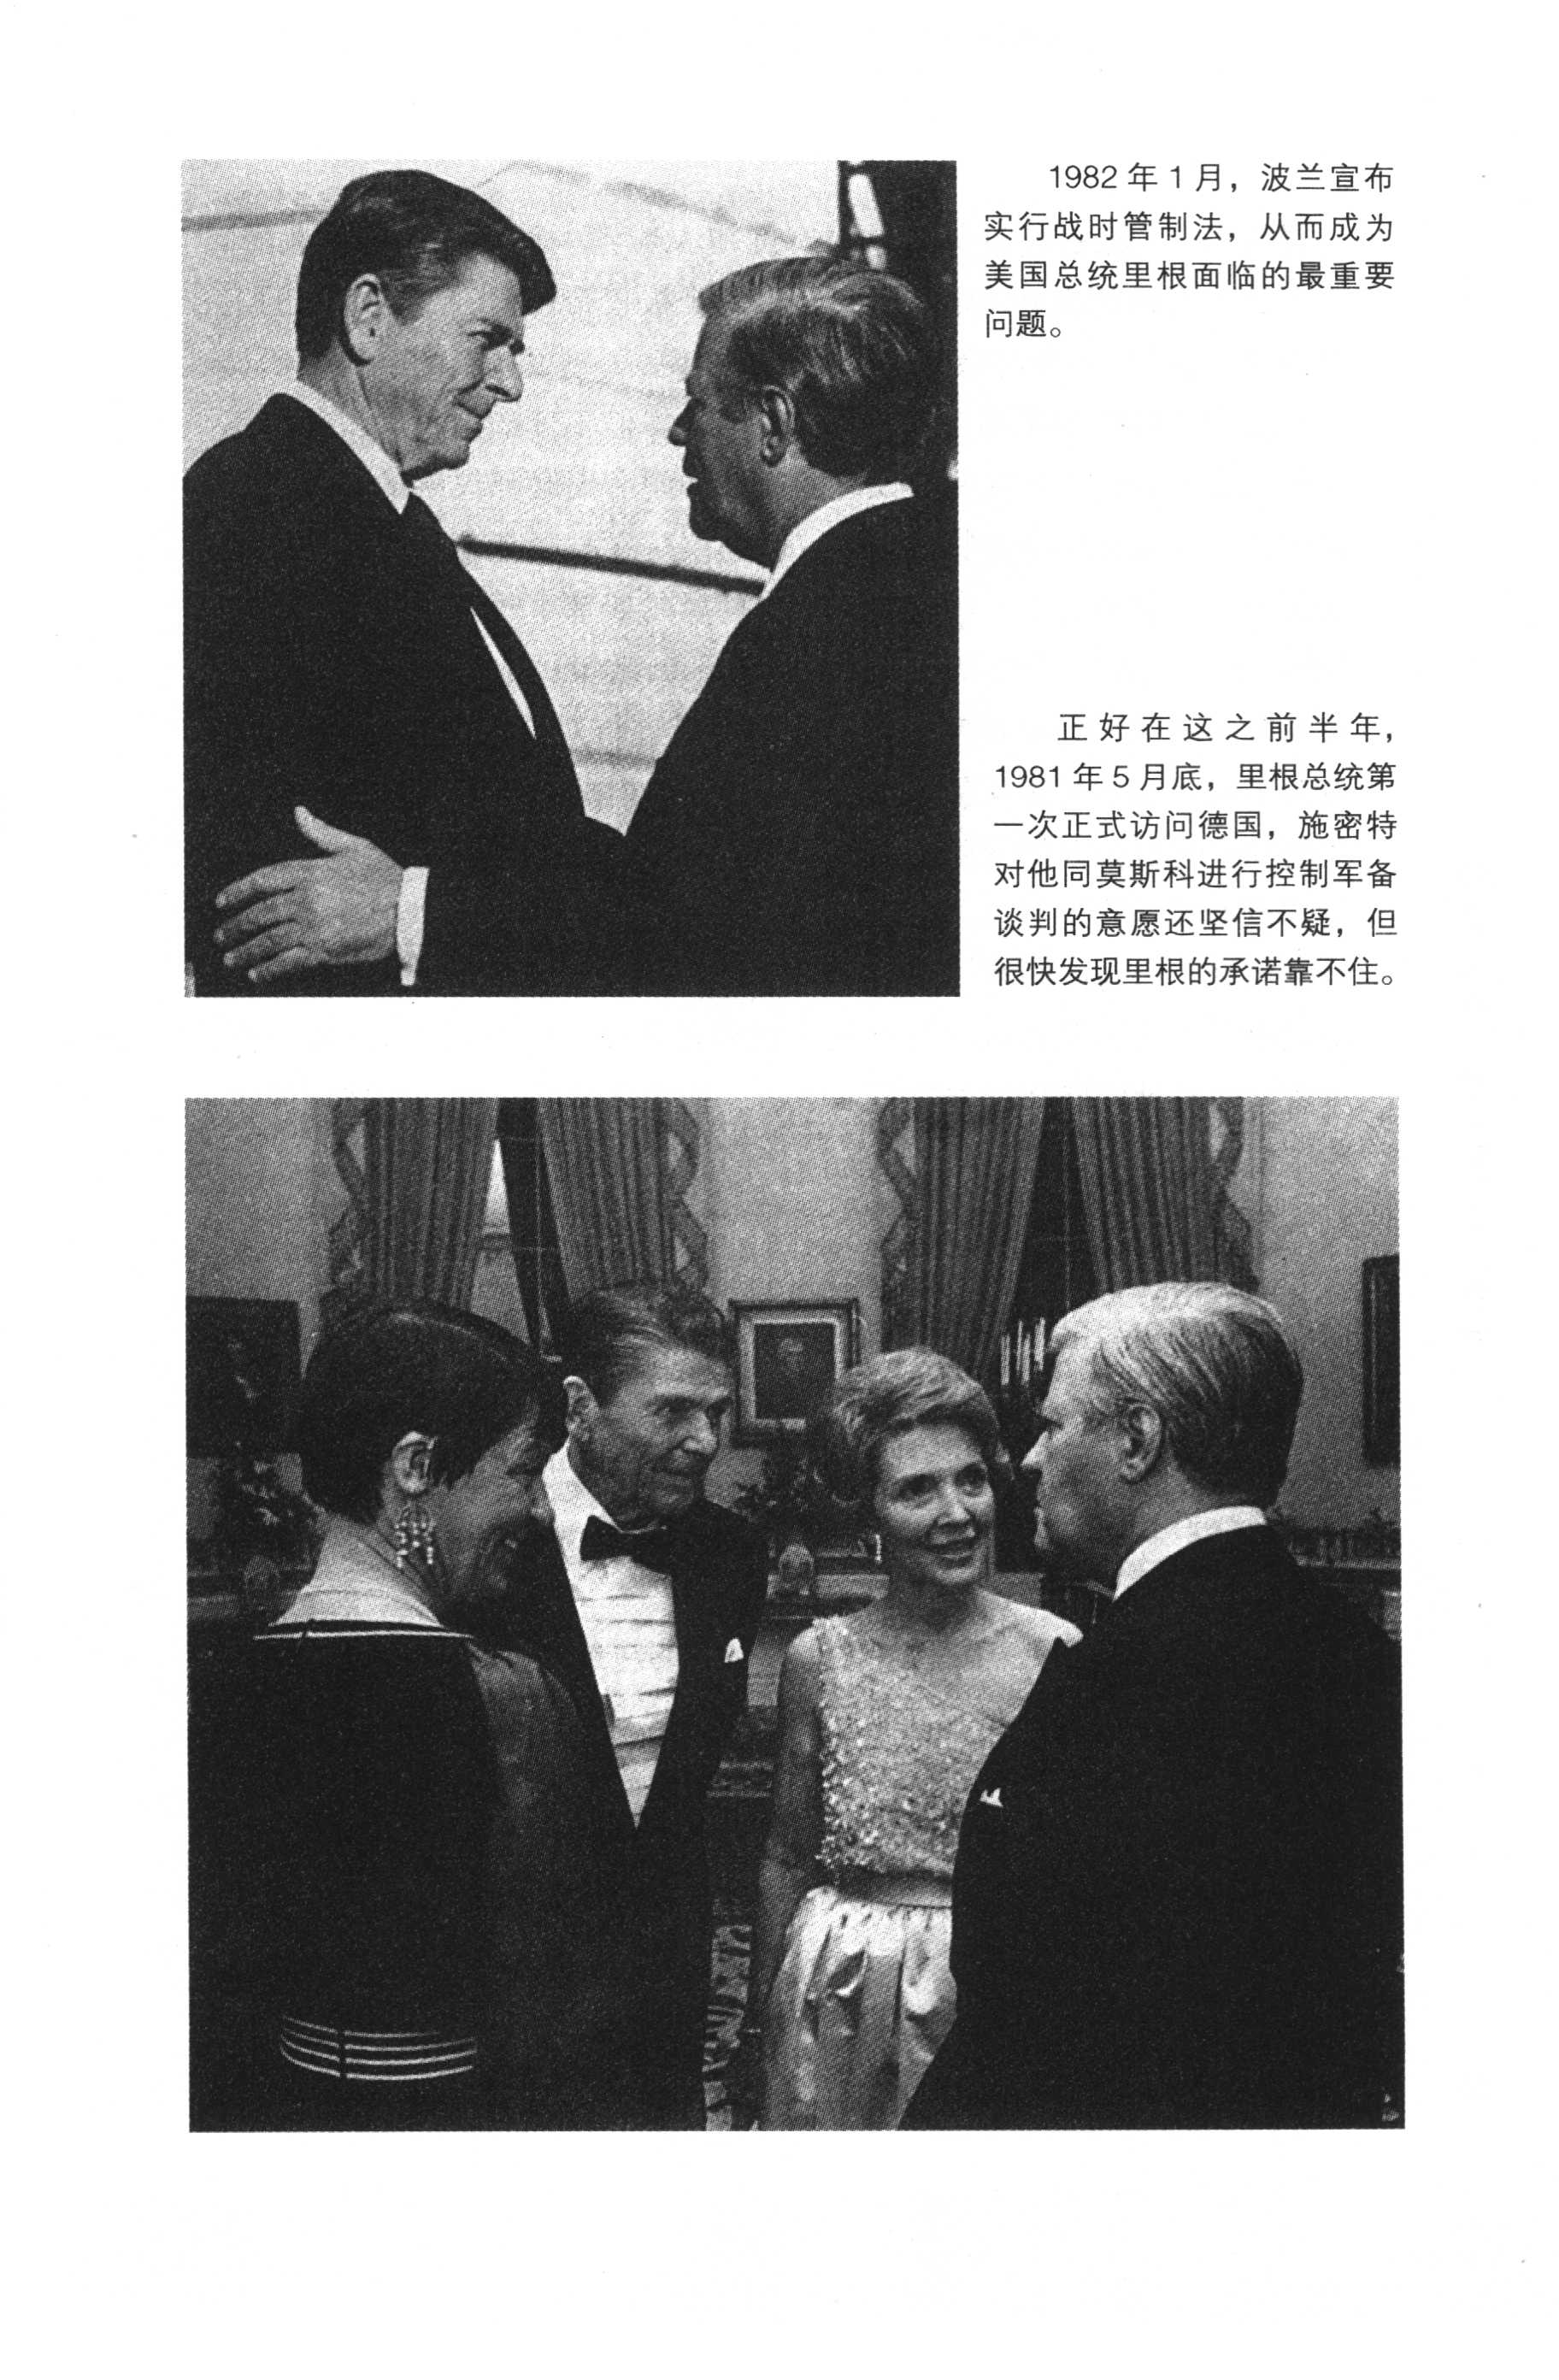 1982 年 1 月，波兰宣布
实行战时管制法，从而成为
美国总统里根面临的最重要
问题。
正好在这之前半年，
1981 年 5 月底，里根总统第
一次正式访问德国，施密特
对他同莫斯科进行控制军备
谈判的意愿还坚信不疑，但
很快发现里根的承诺靠不住。